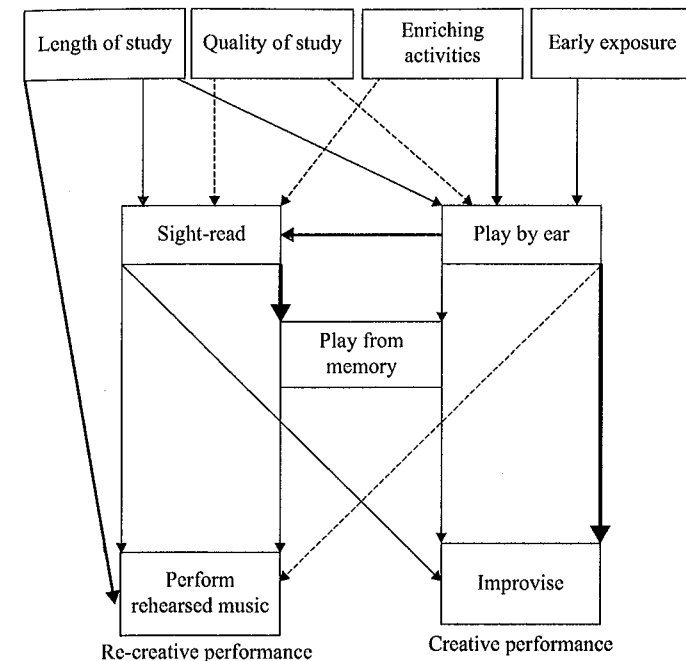 Length of study
Quality of study
Enriching
activities
Early exposure
Sight-read
Play by ear
Play from
memory
Perform
rehearsed music
Improvise
Re-creative performance
Creative performance